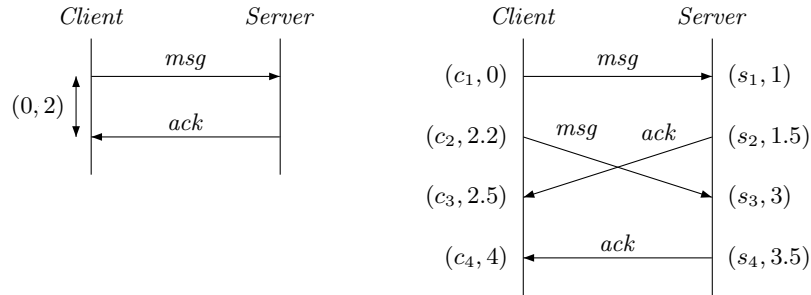 Client Server
msg
(0, 2)
ack
Client Server
(c1, 0) msg (s1, 1)
(c2, 2.2) msg ack (s2, 1.5)
(c3, 2.5) (s3, 3)
(c4, 4) ack (s4, 3.5)